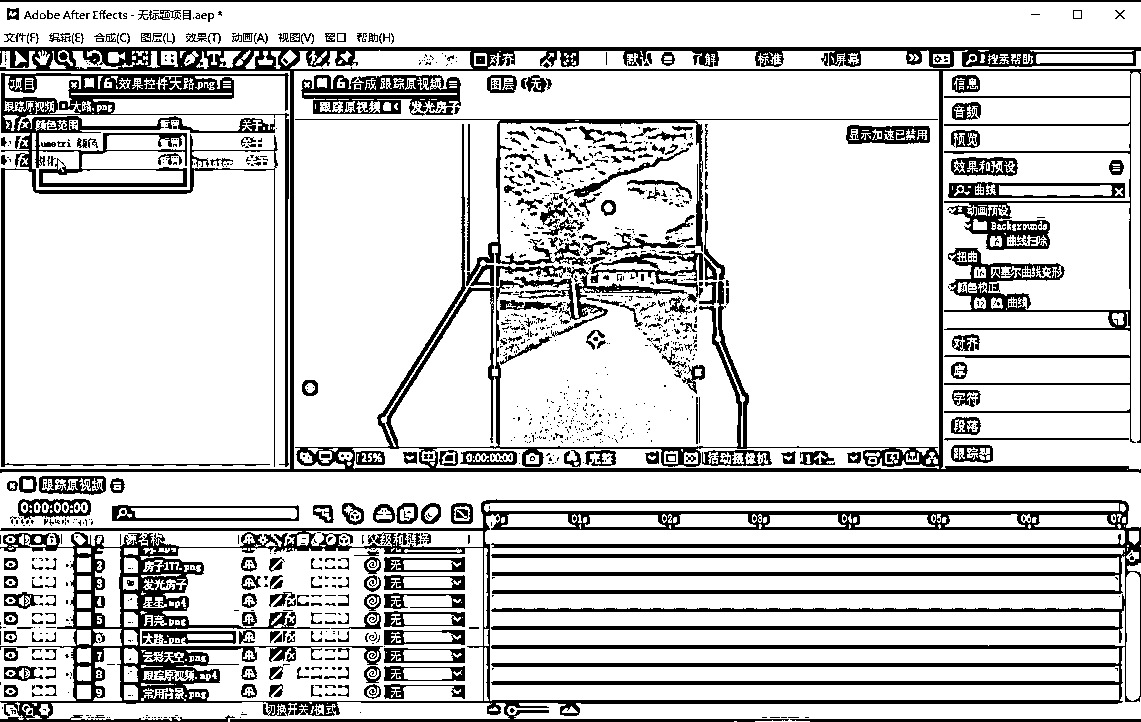 Adobe After Effects - 无标题项目.aep *
文件(F) 编辑(E) 合成(C) 图层(L) 效果(T) 动画(A) 视图(V) 窗口 帮助(H)
对齐 默认 了解 标准 小屏幕 搜索帮助
项目 效果控件大路.png
跟踪原视频 大路.png
颜色范围 重置 关于...
umetri 颜色 重置 关于
曲线 重置 关于
合成 跟踪原视频
图层 (无)
跟踪原视频 发光房子
显示加速已禁用
25% 0:00:00:00 完整 活动摄像机 1个...
信息
音频
预览
效果和预设
曲线
动画预设
Backgrounds
曲线扫除
扭曲
贝塞尔曲线变形
颜色校正
曲线
对齐
库
字符
段落
跟踪器
跟踪原视频
0:00:00:00
01s 02s 03s 04s 05s 06s
# 源名称 父级和链接
2 房子177.png 无
3 发光房子 无
4 星星.mp4 无
5 月亮.png 无
6 大路.png 无
7 云彩天空.png 无
8 跟踪原视频.mp4 无
9 常用背景.png 无
切换开关/模式